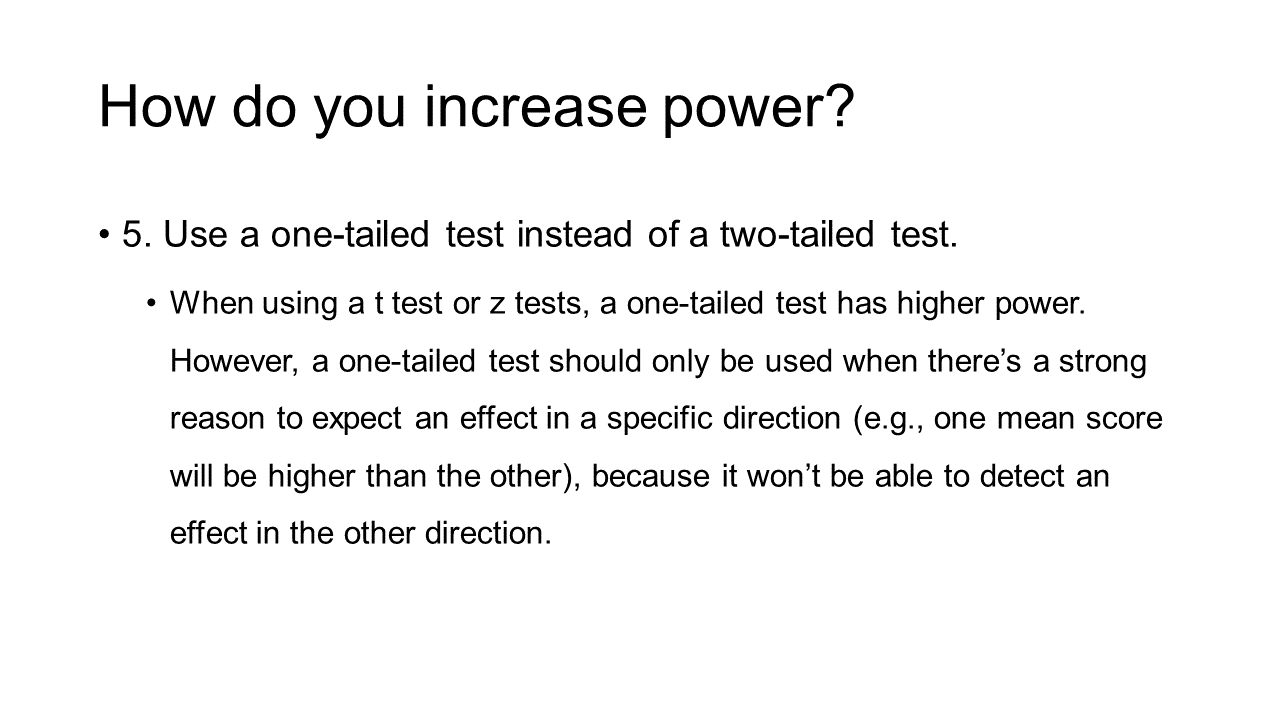 How do you increase power?
• 5. Use a one-tailed test instead of a two-tailed test.
• When using a t test or z tests, a one-tailed test has higher power.
However, a one-tailed test should only be used when there’s a strong
reason to expect an effect in a specific direction (e.g., one mean score
will be higher than the other), because it won’t be able to detect an
effect in the other direction.